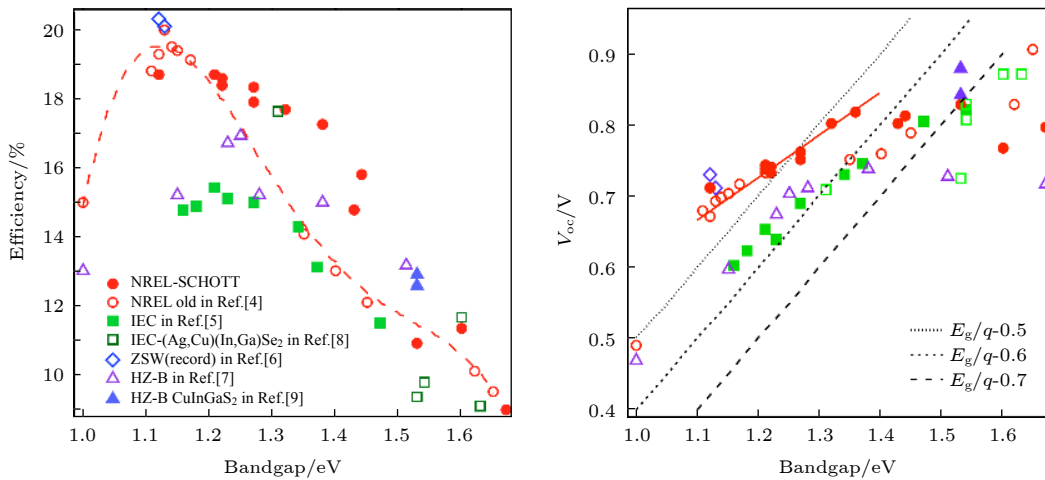 20
18
16
14
12
10
Efficiency/%
NREL-SCHOTT
NREL old in Ref.[4]
IEC in Ref.[5]
IEC-(Ag,Cu)(In,Ga)Se₂ in Ref.[8]
ZSW(record) in Ref.[6]
HZ-B in Ref.[7]
HZ-B CuInGaS₂ in Ref.[9]
1.0 1.1 1.2 1.3 1.4 1.5 1.6
Bandgap/eV
0.9
0.8
0.7
0.6
0.5
0.4
Voc/V
Eg/q-0.5
Eg/q-0.6
Eg/q-0.7
1.0 1.1 1.2 1.3 1.4 1.5 1.6
Bandgap/eV